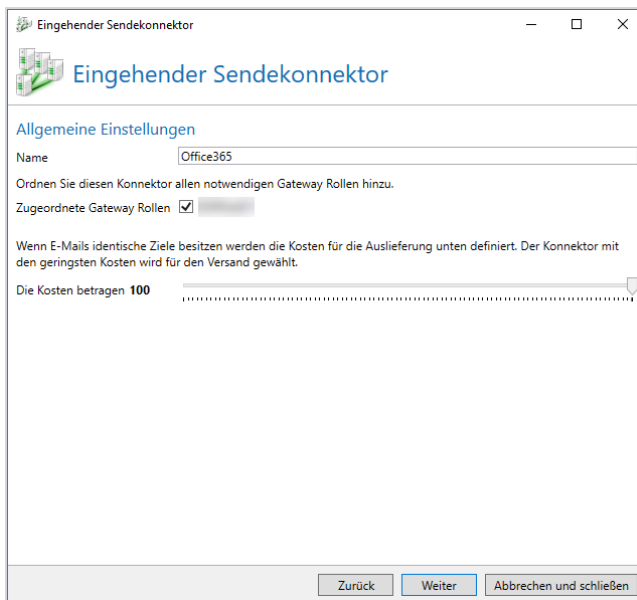 Eingehender Sendekonnektor
Eingehender Sendekonnektor
Allgemeine Einstellungen
Name Office365
Ordnen Sie diesen Konnektor allen notwendigen Gateway Rollen hinzu.
Zugeordnete Gateway Rollen
Wenn E-Mails identische Ziele besitzen werden die Kosten für die Auslieferung unten definiert. Der Konnektor mit
den geringsten Kosten wird für den Versand gewählt.
Die Kosten betragen 100
Zurück Weiter Abbrechen und schließen